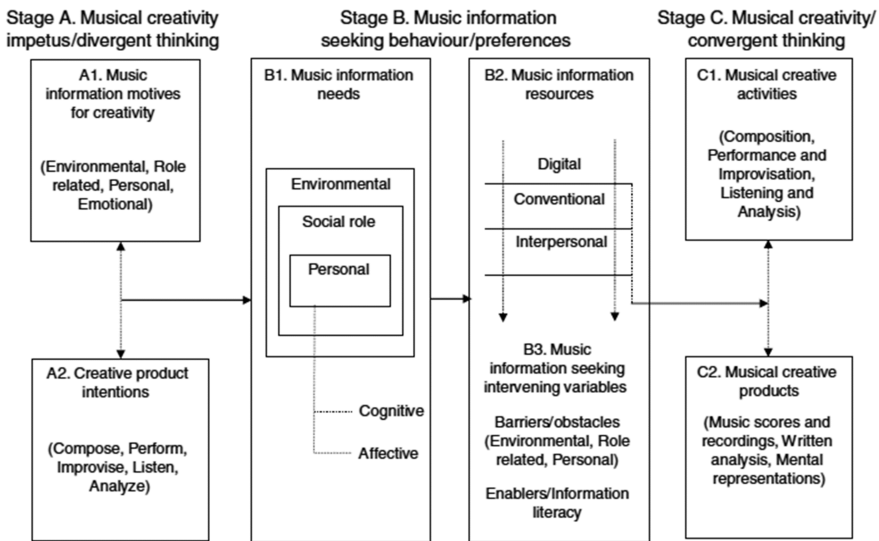 Stage A. Musical creativity
impetus/divergent thinking
Stage B. Music information
seeking behaviour/preferences
Stage C. Musical creativity/
convergent thinking
A1. Music
information motives
for creativity
(Environmental, Role
related, Personal,
Emotional)
A2. Creative product
intentions
(Compose, Perform,
Improvise, Listen,
Analyze)
B1. Music information
needs
Environmental
Social role
Personal
Cognitive
Affective
B2. Music information
resources
Digital
Conventional
Interpersonal
B3. Music
information seeking
intervening variables
Barriers/obstacles
(Environmental, Role
related, Personal)
Enablers/Information
literacy
C1. Musical creative
activities
(Composition,
Performance and
Improvisation,
Listening and
Analysis)
C2. Musical creative
products
(Music scores and
recordings, Written
analysis, Mental
representations)